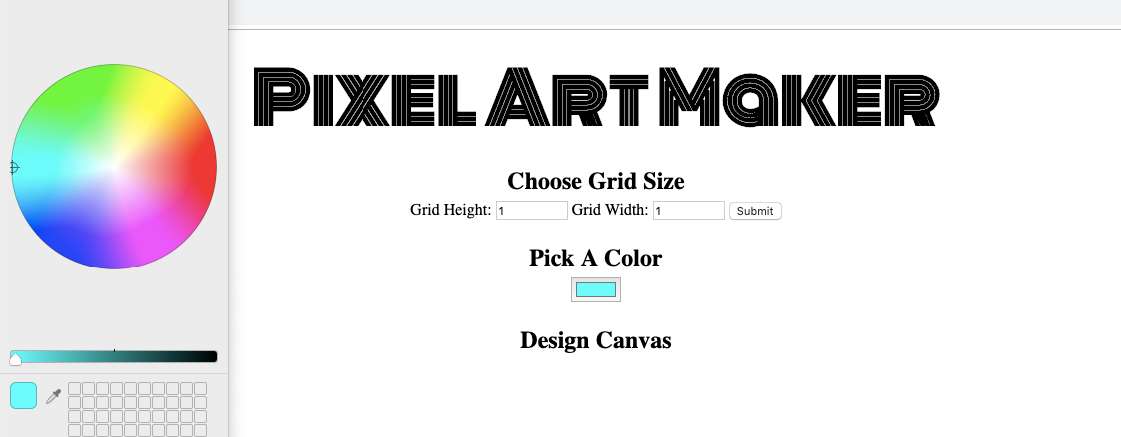 Pixel Art Maker
Choose Grid Size
Grid Height: 1 Grid Width: 1 Submit
Pick A Color
Design Canvas